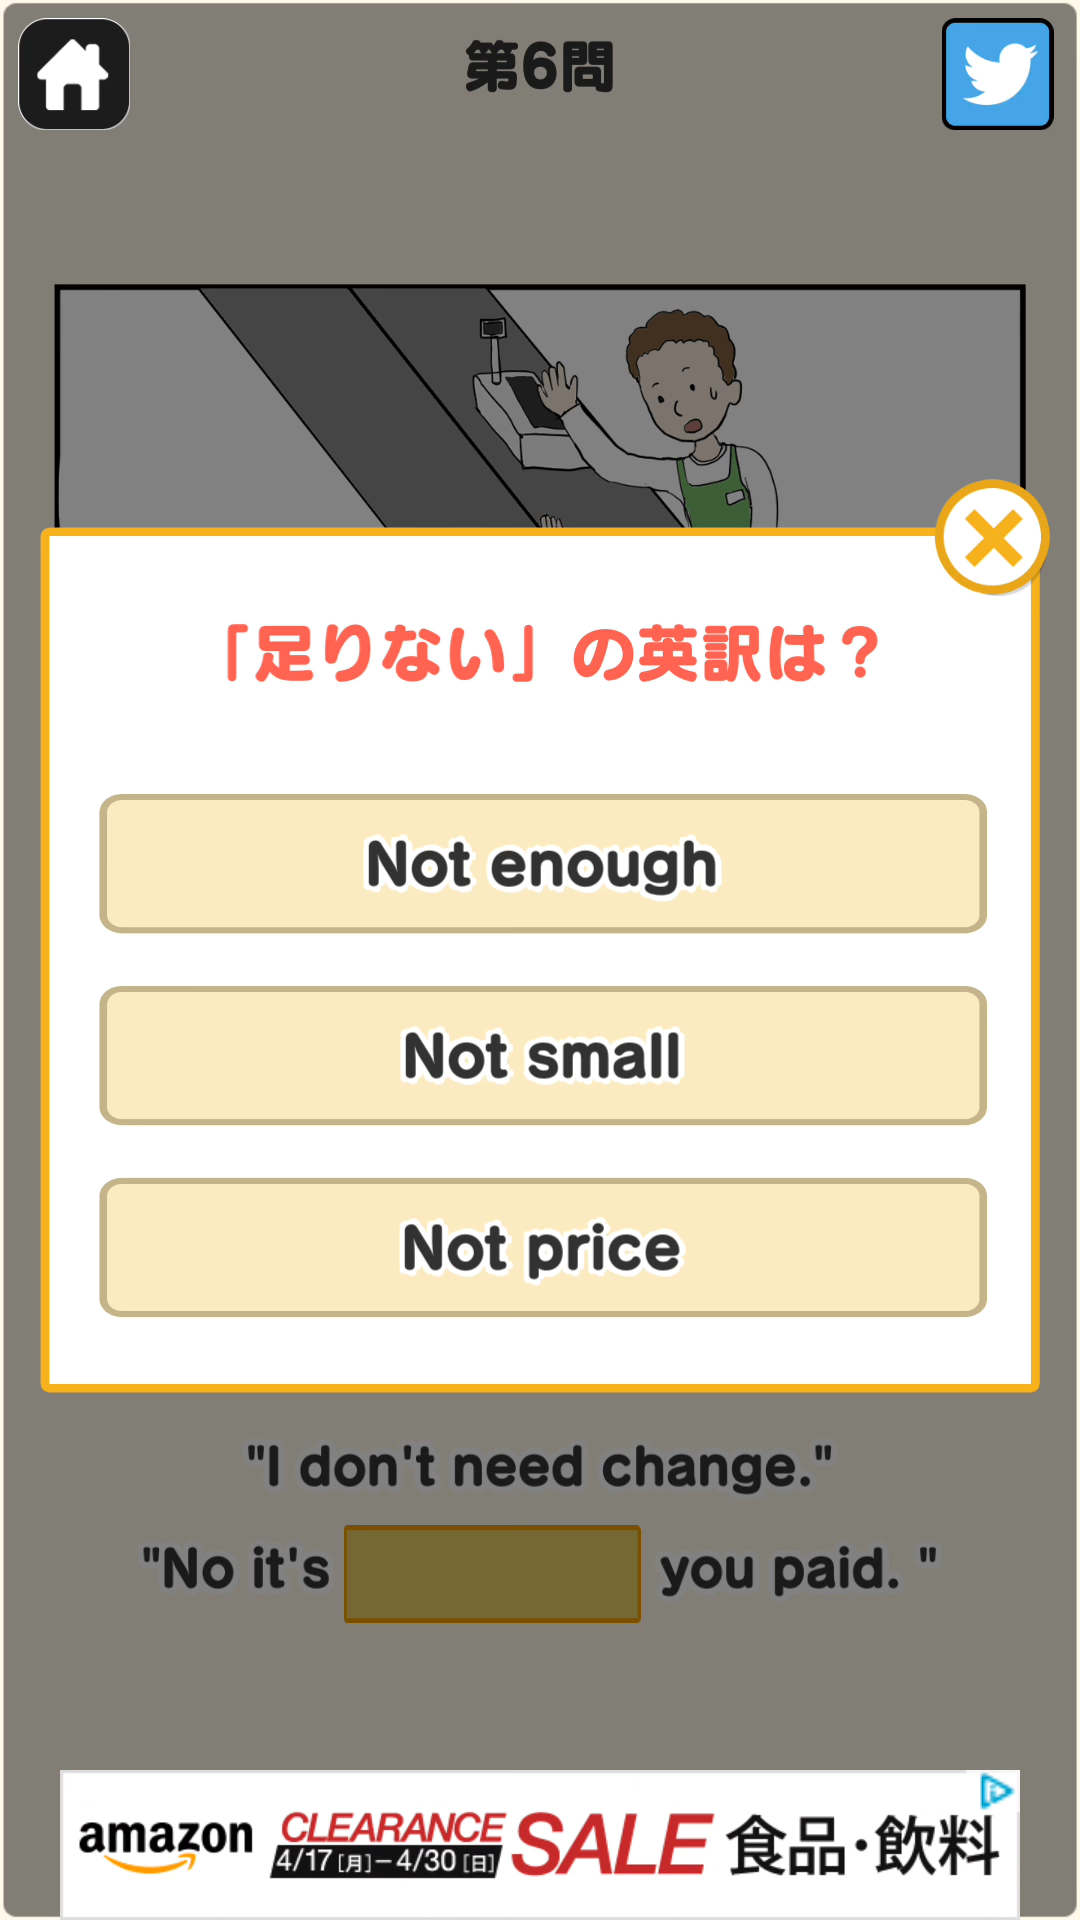 第6問
「足りない」の英訳は？
Not enough
Not small
Not price
"I don't need change."
"No it's you paid. "
amazon CLEARANCE SALE 食品・飲料
4/17[月]－4/30[日]